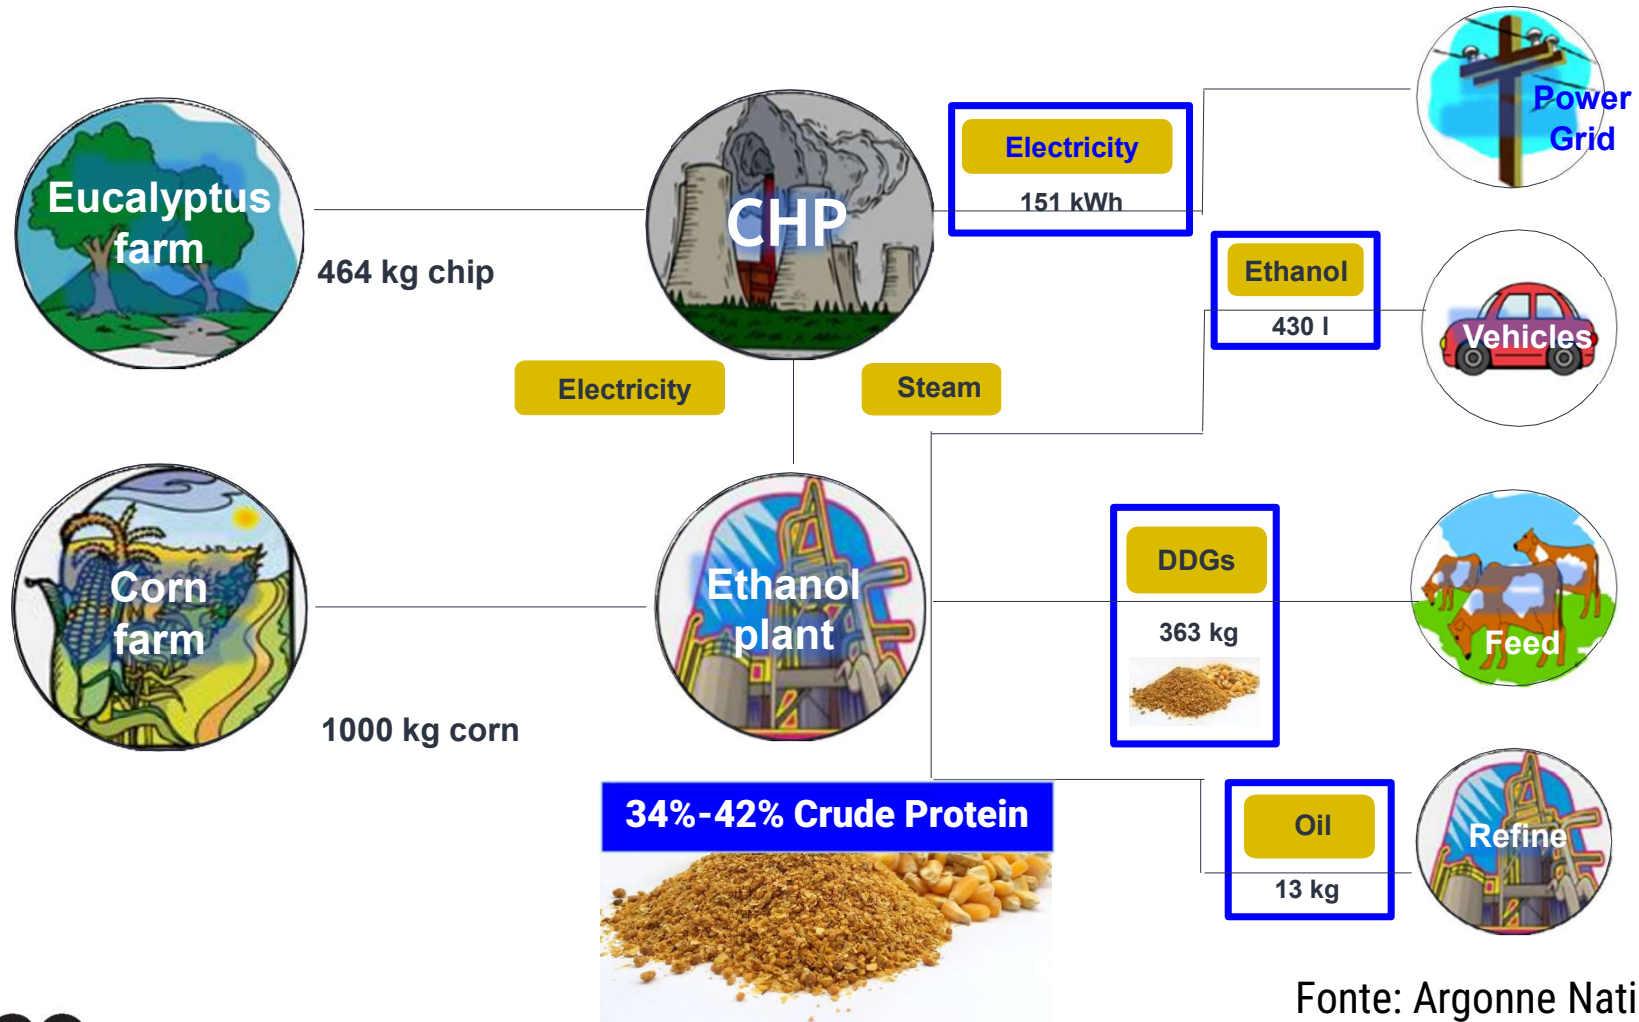 Power
Grid
Electricity
151 kWh
Eucalyptus
farm
CHP
464 kg chip
Ethanol
430 l
Vehicles
Electricity
Steam
DDGs
363 kg
Feed
Corn
farm
Ethanol
plant
1000 kg corn
34%-42% Crude Protein
Oil
13 kg
Refine
Fonte: Argonne Nati